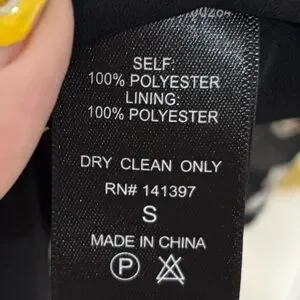 SELF:
100% POLYESTER
LINING:
100% POLYESTER
DRY CLEAN ONLY
RN# 141397
S
MADE IN CHINA
P